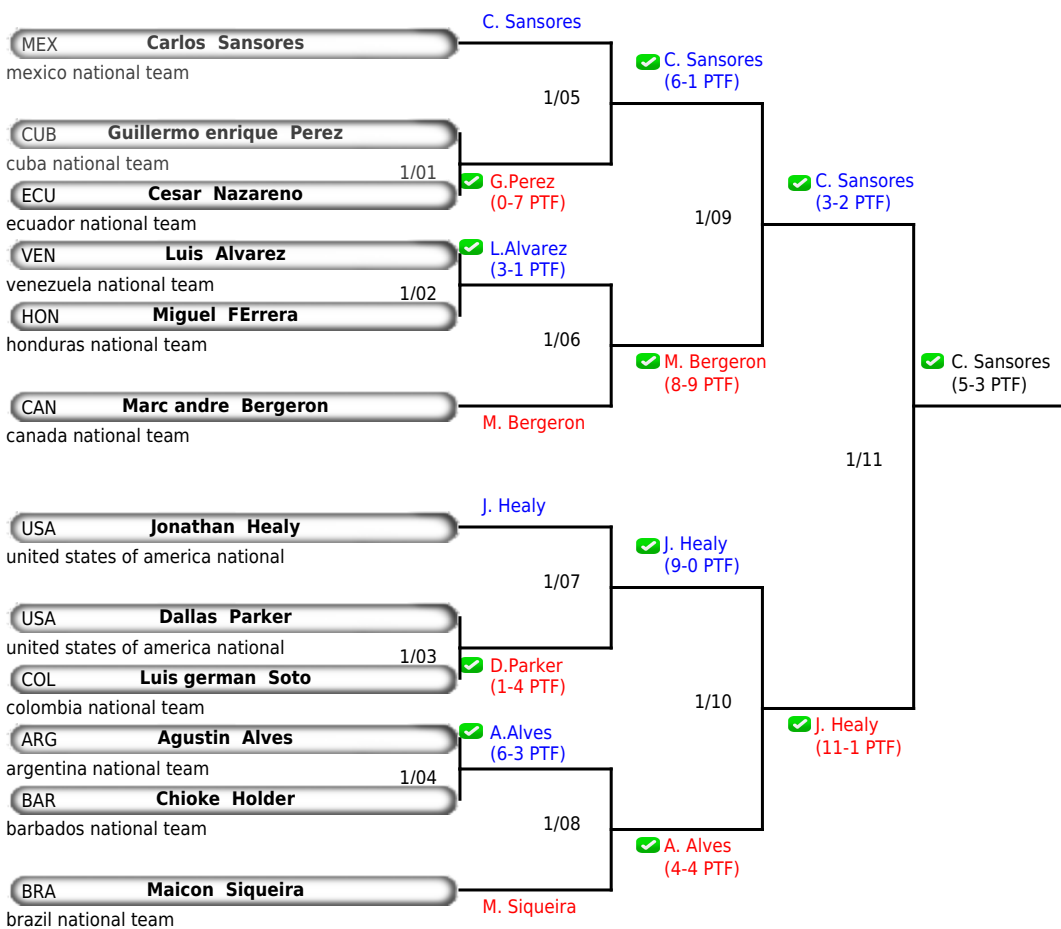 C. Sansores
MEX Carlos Sansores
mexico national team
C. Sansores
(6-1 PTF)
1/05
CUB Guillermo enrique Perez
cuba national team
1/01
G.Perez
(0-7 PTF)
ECU Cesar Nazareno
ecuador national team
C. Sansores
(3-2 PTF)
1/09
VEN Luis Alvarez
venezuela national team
L.Alvarez
(3-1 PTF)
1/02
HON Miguel FErrera
honduras national team
1/06
M. Bergeron
(8-9 PTF)
C. Sansores
(5-3 PTF)
CAN Marc andre Bergeron
canada national team
M. Bergeron
1/11
J. Healy
USA Jonathan Healy
united states of america national
J. Healy
(9-0 PTF)
1/07
USA Dallas Parker
united states of america national
1/03
D.Parker
(1-4 PTF)
COL Luis german Soto
colombia national team
1/10
J. Healy
(11-1 PTF)
ARG Agustin Alves
argentina national team
A.Alves
(6-3 PTF)
1/04
BAR Chioke Holder
barbados national team
1/08
A. Alves
(4-4 PTF)
BRA Maicon Siqueira
brazil national team
M. Siqueira